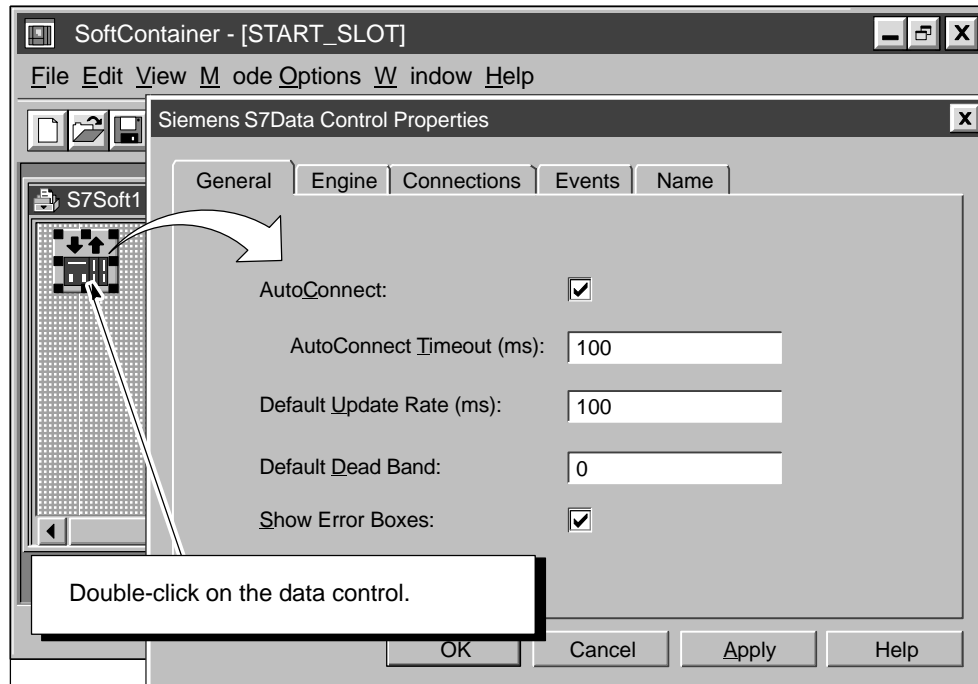 SoftContainer - [START_SLOT]
File Edit View M ode Options W indow Help
Siemens S7Data Control Properties
General Engine Connections Events Name
S7Soft1
AutoConnect:
AutoConnect Timeout (ms): 100
Default Update Rate (ms): 100
Default Dead Band: 0
Show Error Boxes:
Double-click on the data control.
OK Cancel Apply Help